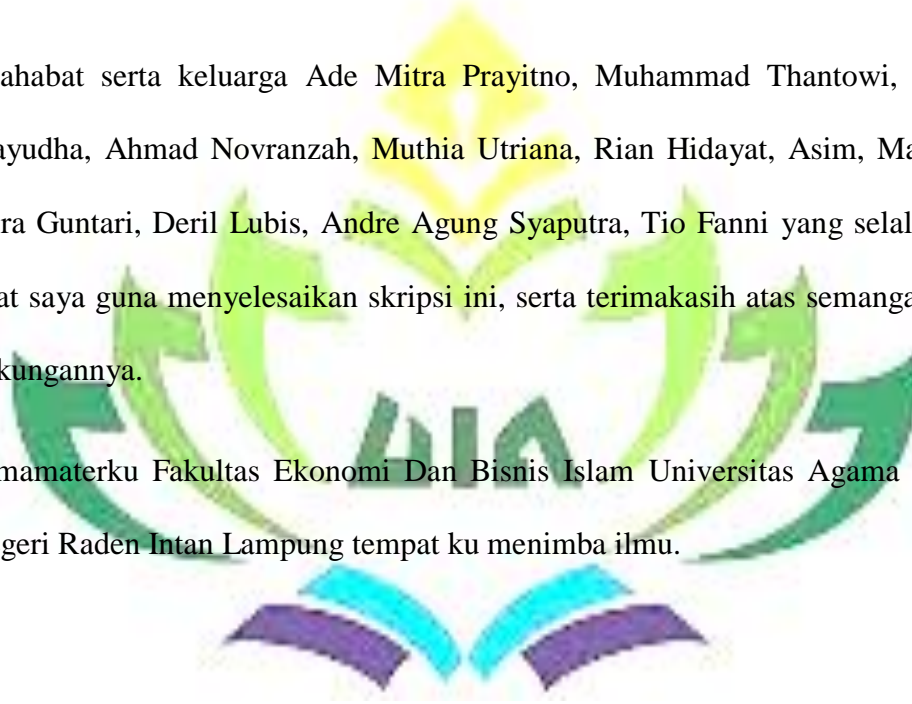 ahabat serta keluarga Ade Mitra Prayitno, Muhammad Thantowi,
ayudha, Ahmad Novranzah, Muthia Utriana, Rian Hidayat, Asim, Ma
ra Guntari, Deril Lubis, Andre Agung Syaputra, Tio Fanni yang selal
at saya guna menyelesaikan skripsi ini, serta terimakasih atas semanga
kungannya.
UIN
mamaterku Fakultas Ekonomi Dan Bisnis Islam Universitas Agama
geri Raden Intan Lampung tempat ku menimba ilmu.